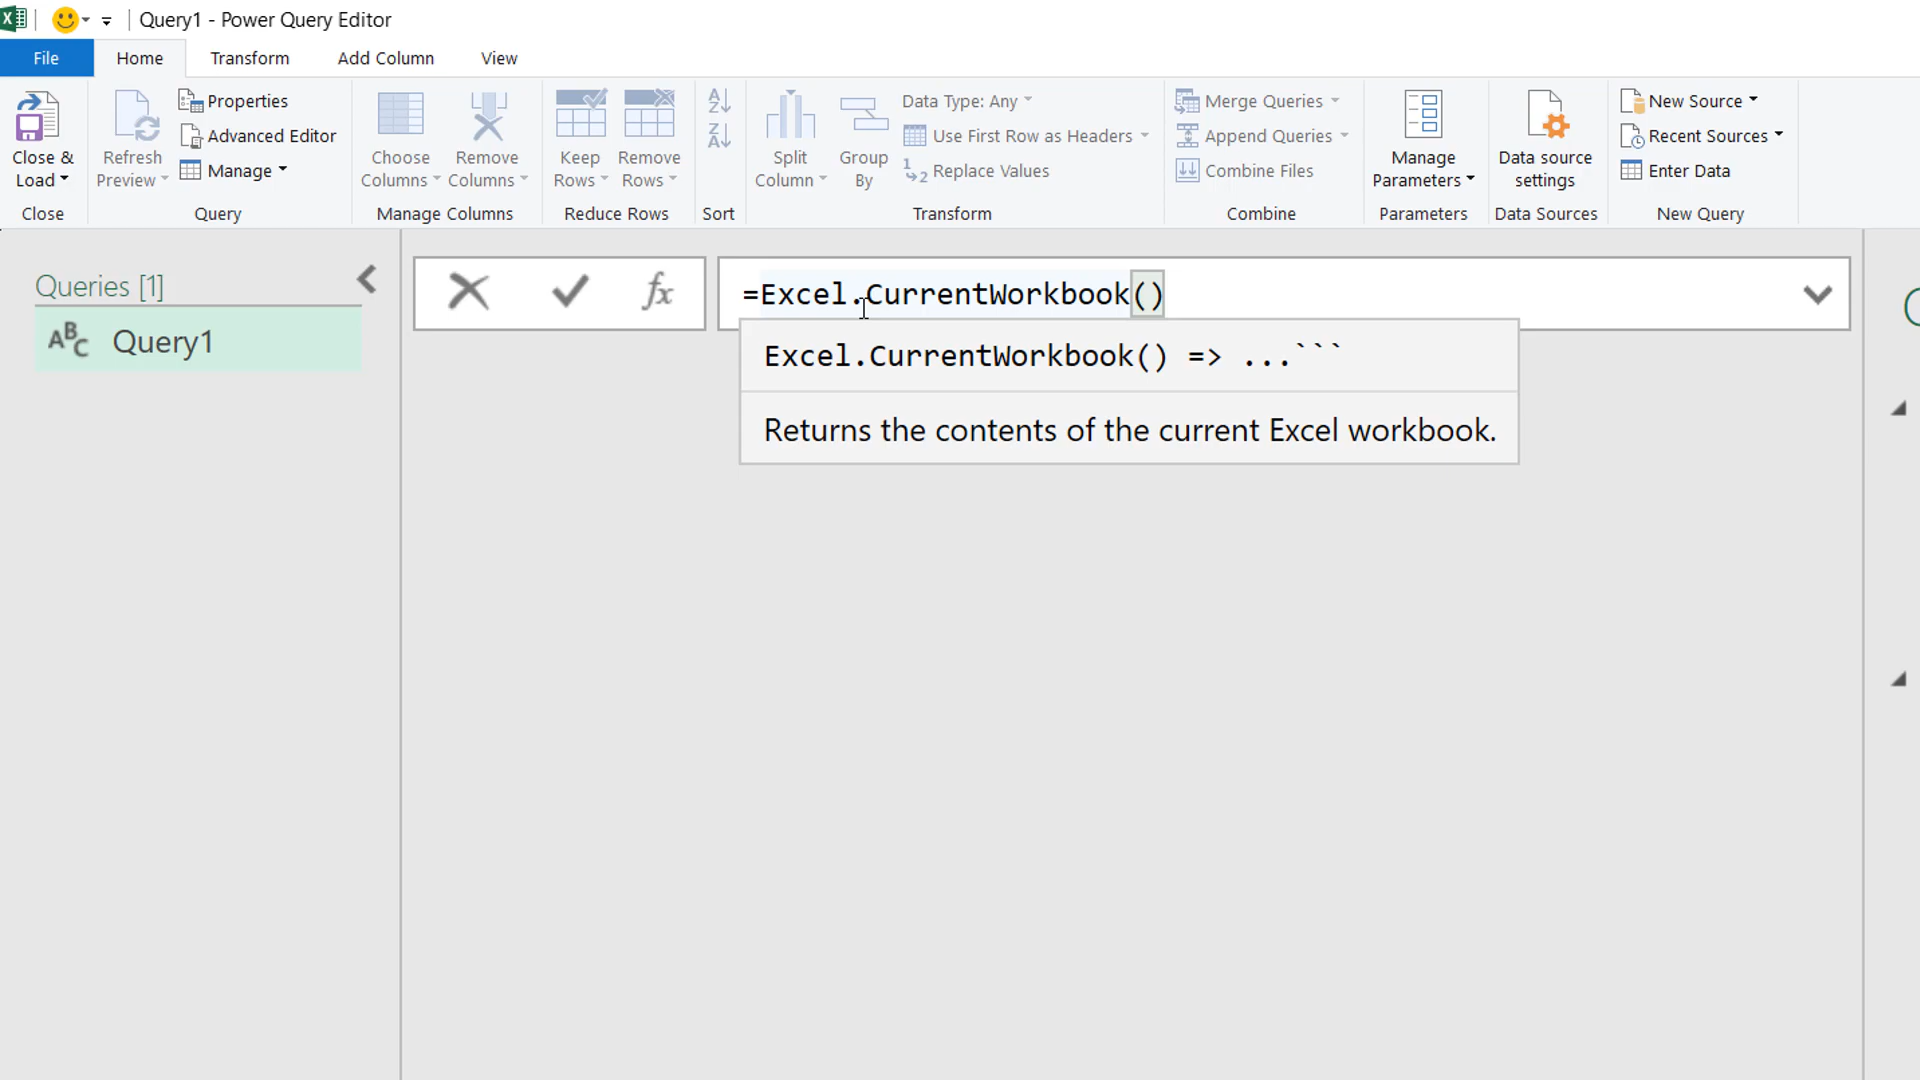 Query1 - Power Query Editor
File Home Transform Add Column View
Close & Load
Refresh Preview
Properties
Advanced Editor
Manage
Choose Columns
Remove Columns
Keep Rows
Remove Rows
A Z
Z A
Split Column
Group By
Data Type: Any
Use First Row as Headers
1 2 Replace Values
Merge Queries
Append Queries
Combine Files
Manage Parameters
Data source settings
New Source
Recent Sources
Enter Data
Close Query Manage Columns Reduce Rows Sort Transform Combine Parameters Data Sources New Query
Queries [1]
fx =Excel.CurrentWorkbook()
ABC Query1
Excel.CurrentWorkbook() => ...```
Returns the contents of the current Excel workbook.